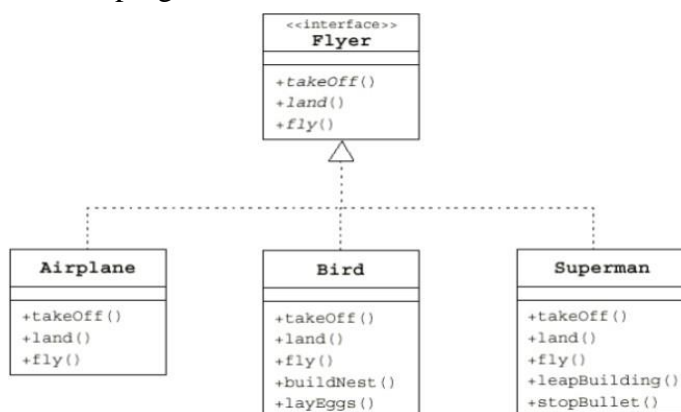 <<interface>>
Flyer
+takeOff()
+land()
+fly()
Airplane
+takeOff()
+land()
+fly()
Bird
+takeOff()
+land()
+fly()
+buildNest()
+layEggs()
Superman
+takeOff()
+land()
+fly()
+leapBuilding()
+stopBullet()